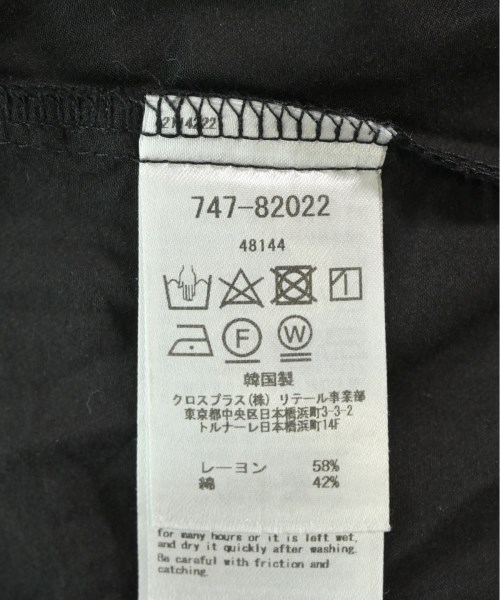 747-82022
48144
F W
韓国製
クロスプラス(株) リテール事業部
東京都中央区日本橋浜町3-3-2
トルナーレ日本橋浜町14F
レーヨン 58%
綿 42%
for many hours or it is left wet,
and dry it quickly after washing.
Be careful with friction and
catching.